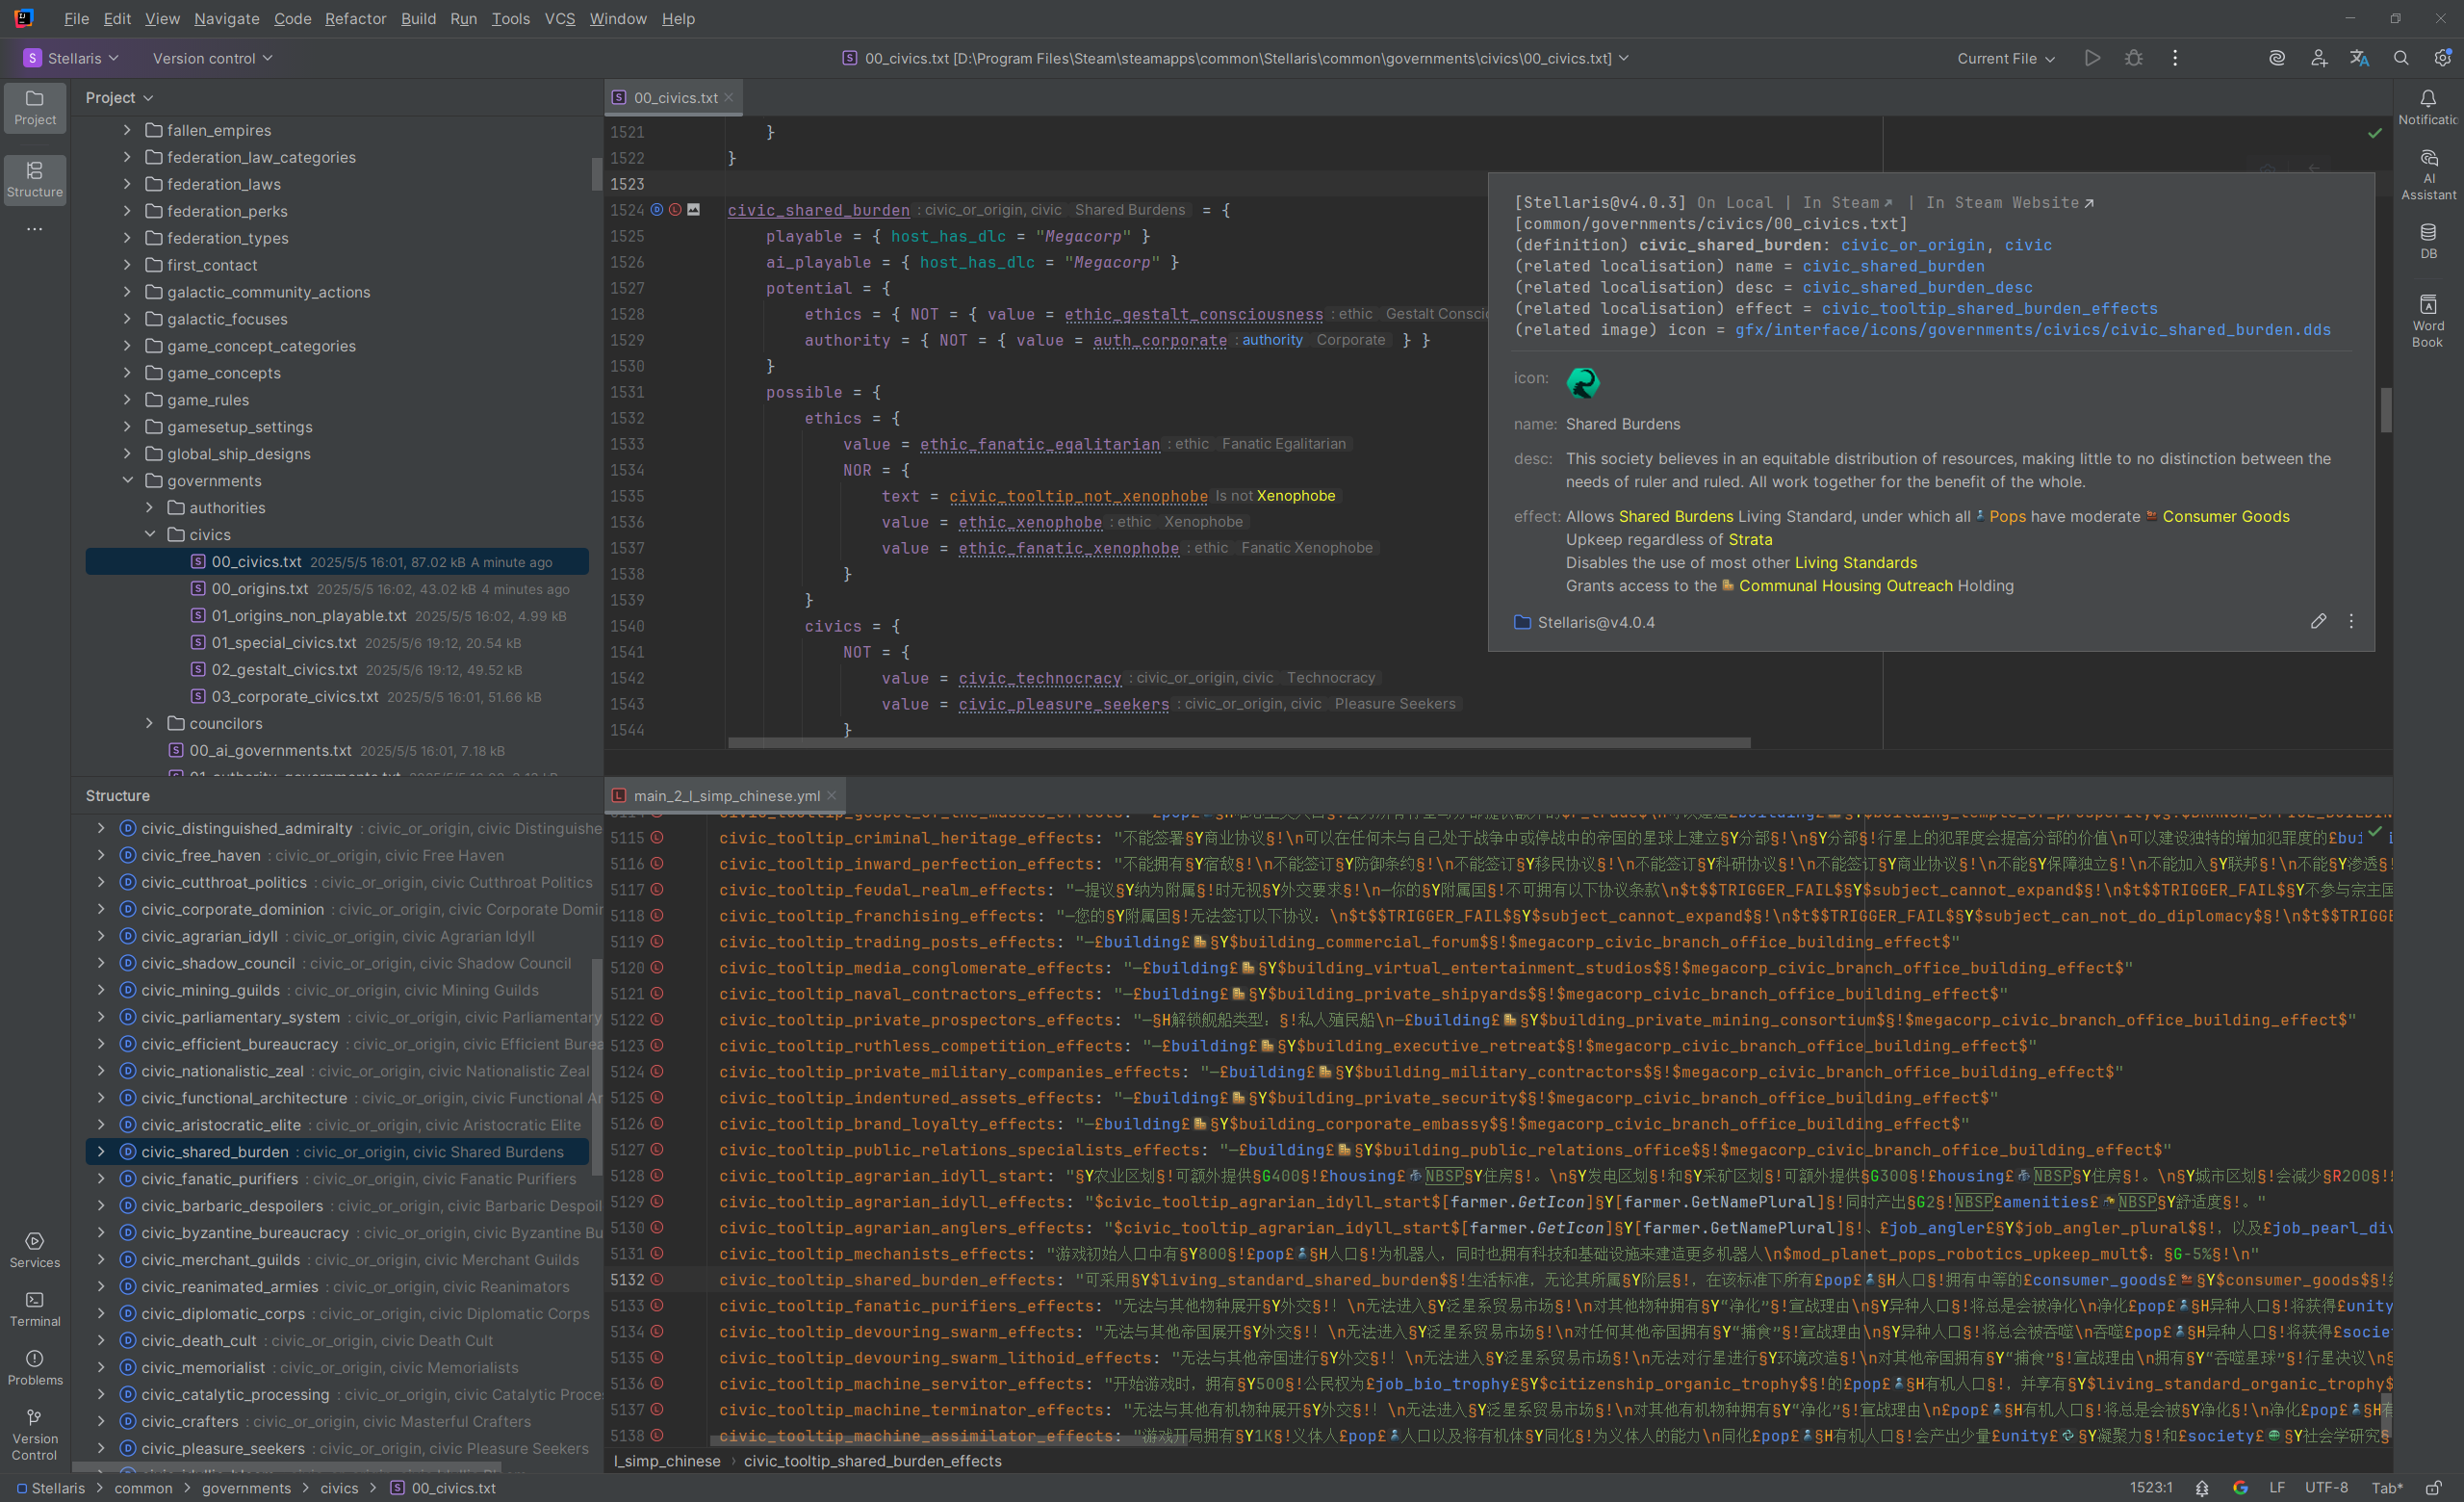 File Edit View Navigate Code Refactor Build Run Tools VCS Window Help
S Stellaris Version control
00_civics.txt [D:\Program Files\Steam\steamapps\common\Stellaris\common\governments\civics\00_civics.txt]
Current File
Project
Structure
Project
fallen_empires
federation_law_categories
federation_laws
federation_perks
federation_types
first_contact
galactic_community_actions
galactic_focuses
game_concept_categories
game_concepts
game_rules
gamesetup_settings
global_ship_designs
governments
authorities
civics
00_civics.txt 2025/5/5 16:01, 87.02 kB A minute ago
00_origins.txt 2025/5/5 16:02, 43.02 kB 4 minutes ago
01_origins_non_playable.txt 2025/5/5 16:02, 4.99 kB
01_special_civics.txt 2025/5/6 19:12, 20.54 kB
02_gestalt_civics.txt 2025/5/6 19:12, 49.52 kB
03_corporate_civics.txt 2025/5/5 16:01, 51.66 kB
councilors
00_ai_governments.txt 2025/5/5 16:01, 7.18 kB
00_civics.txt
1521 }
1522 }
1523
1524 civic_shared_burden : civic_or_origin, civic Shared Burdens = {
1525 playable = { host_has_dlc = "Megacorp" }
1526 ai_playable = { host_has_dlc = "Megacorp" }
1527 potential = {
1528 ethics = { NOT = { value = ethic_gestalt_consciousness : ethic Gestalt Consci
1529 authority = { NOT = { value = auth_corporate : authority Corporate } }
1530 }
1531 possible = {
1532 ethics = {
1533 value = ethic_fanatic_egalitarian : ethic Fanatic Egalitarian
1534 NOR = {
1535 text = civic_tooltip_not_xenophobe Is not Xenophobe
1536 value = ethic_xenophobe : ethic Xenophobe
1537 value = ethic_fanatic_xenophobe : ethic Fanatic Xenophobe
1538 }
1539 }
1540 civics = {
1541 NOT = {
1542 value = civic_technocracy : civic_or_origin, civic Technocracy
1543 value = civic_pleasure_seekers : civic_or_origin, civic Pleasure Seekers
1544 }
[Stellaris@v4.0.3] On Local | In Steam↗ | In Steam Website↗
[common/governments/civics/00_civics.txt]
(definition) civic_shared_burden: civic_or_origin, civic
(related localisation) name = civic_shared_burden
(related localisation) desc = civic_shared_burden_desc
(related localisation) effect = civic_tooltip_shared_burden_effects
(related image) icon = gfx/interface/icons/governments/civics/civic_shared_burden.dds
icon:
name: Shared Burdens
desc: This society believes in an equitable distribution of resources, making little to no distinction between the
needs of ruler and ruled. All work together for the benefit of the whole.
effect: Allows Shared Burdens Living Standard, under which all Pops have moderate Consumer Goods
Upkeep regardless of Strata
Disables the use of most other Living Standards
Grants access to the Communal Housing Outreach Holding
Stellaris@v4.0.4
Notificatio
AI Assistant
DB
Word Book
Structure
civic_distinguished_admiralty : civic_or_origin, civic Distinguishe
civic_free_haven : civic_or_origin, civic Free Haven
civic_cutthroat_politics : civic_or_origin, civic Cutthroat Politics
civic_corporate_dominion : civic_or_origin, civic Corporate Domin
civic_agrarian_idyll : civic_or_origin, civic Agrarian Idyll
civic_shadow_council : civic_or_origin, civic Shadow Council
civic_mining_guilds : civic_or_origin, civic Mining Guilds
civic_parliamentary_system : civic_or_origin, civic Parliamentary
civic_efficient_bureaucracy : civic_or_origin, civic Efficient Burea
civic_nationalistic_zeal : civic_or_origin, civic Nationalistic Zeal
civic_functional_architecture : civic_or_origin, civic Functional Ar
civic_aristocratic_elite : civic_or_origin, civic Aristocratic Elite
civic_shared_burden : civic_or_origin, civic Shared Burdens
civic_fanatic_purifiers : civic_or_origin, civic Fanatic Purifiers
civic_barbaric_despoilers : civic_or_origin, civic Barbaric Despoil
civic_byzantine_bureaucracy : civic_or_origin, civic Byzantine Bu
civic_merchant_guilds : civic_or_origin, civic Merchant Guilds
civic_reanimated_armies : civic_or_origin, civic Reanimators
civic_diplomatic_corps : civic_or_origin, civic Diplomatic Corps
civic_death_cult : civic_or_origin, civic Death Cult
civic_memorialist : civic_or_origin, civic Memorialists
civic_catalytic_processing : civic_or_origin, civic Catalytic Proce
civic_crafters : civic_or_origin, civic Masterful Crafters
civic_pleasure_seekers : civic_or_origin, civic Pleasure Seekers
main_2_l_simp_chinese.yml
5115 civic_tooltip_criminal_heritage_effects: "不能签署§Y商业协议§!\n可以在任何未与自己处于战争中或停战中的帝国的星球上建立§Y分部§!\n§Y分部§!行星上的犯罪度会提高分部的价值\n可以建设独特的增加犯罪度的£bui
5116 civic_tooltip_inward_perfection_effects: "不能拥有§Y宿敌§!\n不能签订§Y防御条约§!\n不能签订§Y移民协议§!\n不能签订§Y科研协议§!\n不能签订§Y商业协议§!\n不能§Y保障独立§!\n不能加入§Y联邦§!\n不能§Y渗透§!
5117 civic_tooltip_feudal_realm_effects: "—提议§Y纳为附属§!时无视§Y外交要求§!\n—你的§Y附属国§!不可拥有以下协议条款\n$t$$TRIGGER_FAIL$§Y$subject_cannot_expand$§!\n$t$$TRIGGER_FAIL$§Y不参与宗主国
5118 civic_tooltip_franchising_effects: "—您的§Y附属国§!无法签订以下协议：\n$t$$TRIGGER_FAIL$§Y$subject_cannot_expand$§!\n$t$$TRIGGER_FAIL$§Y$subject_can_not_do_diplomacy$§!\n$t$$TRIGGE
5119 civic_tooltip_trading_posts_effects: "—£building£§Y$building_commercial_forum$§!$megacorp_civic_branch_office_building_effect$"
5120 civic_tooltip_media_conglomerate_effects: "—£building£§Y$building_virtual_entertainment_studios$§!$megacorp_civic_branch_office_building_effect$"
5121 civic_tooltip_naval_contractors_effects: "—£building£§Y$building_private_shipyards$§!$megacorp_civic_branch_office_building_effect$"
5122 civic_tooltip_private_prospectors_effects: "—§H解锁舰船类型：§!私人殖民船\n—£building£§Y$building_private_mining_consortium$§!$megacorp_civic_branch_office_building_effect$"
5123 civic_tooltip_ruthless_competition_effects: "—£building£§Y$building_executive_retreat$§!$megacorp_civic_branch_office_building_effect$"
5124 civic_tooltip_private_military_companies_effects: "—£building£§Y$building_military_contractors$§!$megacorp_civic_branch_office_building_effect$"
5125 civic_tooltip_indentured_assets_effects: "—£building£§Y$building_private_security$§!$megacorp_civic_branch_office_building_effect$"
5126 civic_tooltip_brand_loyalty_effects: "—£building£§Y$building_corporate_embassy$§!$megacorp_civic_branch_office_building_effect$"
5127 civic_tooltip_public_relations_specialists_effects: "—£building£§Y$building_public_relations_office$§!$megacorp_civic_branch_office_building_effect$"
5128 civic_tooltip_agrarian_idyll_start: "§Y农业区划§!可额外提供§G400§!£housing£NBSP§Y住房§!。\n§Y发电区划§!和§Y采矿区划§!可额外提供§G300§!£housing£NBSP§Y住房§!。\n§Y城市区划§!会减少§R200§!
5129 civic_tooltip_agrarian_idyll_effects: "$civic_tooltip_agrarian_idyll_start$[farmer.GetIcon]§Y[farmer.GetNamePlural]§!同时产出§G2§!NBSP£amenities£NBSP§Y舒适度§!。"
5130 civic_tooltip_agrarian_anglers_effects: "$civic_tooltip_agrarian_idyll_start$[farmer.GetIcon]§Y[farmer.GetNamePlural]§!、£job_angler£§Y$job_angler_plural$§!，以及£job_pearl_div
5131 civic_tooltip_mechanists_effects: "游戏初始人口中有§Y800§!£pop£§H人口§!为机器人，同时也拥有科技和基础设施来建造更多机器人\n$mod_planet_pops_robotics_upkeep_mult$：§G-5%§!\n"
5132 civic_tooltip_shared_burden_effects: "可采用§Y$living_standard_shared_burden$§!生活标准，无论其所属§Y阶层§!，在该标准下所有£pop£§H人口§!拥有中等的£consumer_goods£§Y$consumer_goods$§!
5133 civic_tooltip_fanatic_purifiers_effects: "无法与其他物种展开§Y外交§!！\n无法进入§Y泛星系贸易市场§!\n对其他物种拥有§Y“净化”§!宣战理由\n§Y异种人口§!将总是会被净化\n净化£pop£§H异种人口§!将获得£unity
5134 civic_tooltip_devouring_swarm_effects: "无法与其他帝国展开§Y外交§!！\n无法进入§Y泛星系贸易市场§!\n对任何其他帝国拥有§Y“捕食”§!宣战理由\n§Y异种人口§!将总会被吞噬\n吞噬£pop£§H异种人口§!将获得£socie
5135 civic_tooltip_devouring_swarm_lithoid_effects: "无法与其他帝国进行§Y外交§!！\n无法进入§Y泛星系贸易市场§!\n无法对行星进行§Y环境改造§!\n对其他帝国拥有§Y“捕食”§!宣战理由\n拥有§Y“吞噬星球”§!行星决议\n§
5136 civic_tooltip_machine_servitor_effects: "开始游戏时，拥有§Y500§!公民权为£job_bio_trophy£§Y$citizenship_organic_trophy$§!的£pop£§H有机人口§!，并享有§Y$living_standard_organic_trophy$
5137 civic_tooltip_machine_terminator_effects: "无法与其他有机物种展开§Y外交§!！\n无法进入§Y泛星系贸易市场§!\n对其他有机物种拥有§Y“净化”§!宣战理由\n£pop£§H有机人口§!将总是会被§Y净化§!\n净化£pop£§H有
5138 civic_tooltip_machine_assimilator_effects: "游戏开局拥有§Y1K§!义体人£pop£人口以及将有机体§Y同化§!为义体人的能力\n同化£pop£§H有机人口§!会产出少量£unity£§Y凝聚力§!和£society£§Y社会学研究§
l_simp_chinese › civic_tooltip_shared_burden_effects
Services
Terminal
Problems
Version Control
Stellaris > common > governments > civics > 00_civics.txt
1523:1 LF UTF-8 Tab*